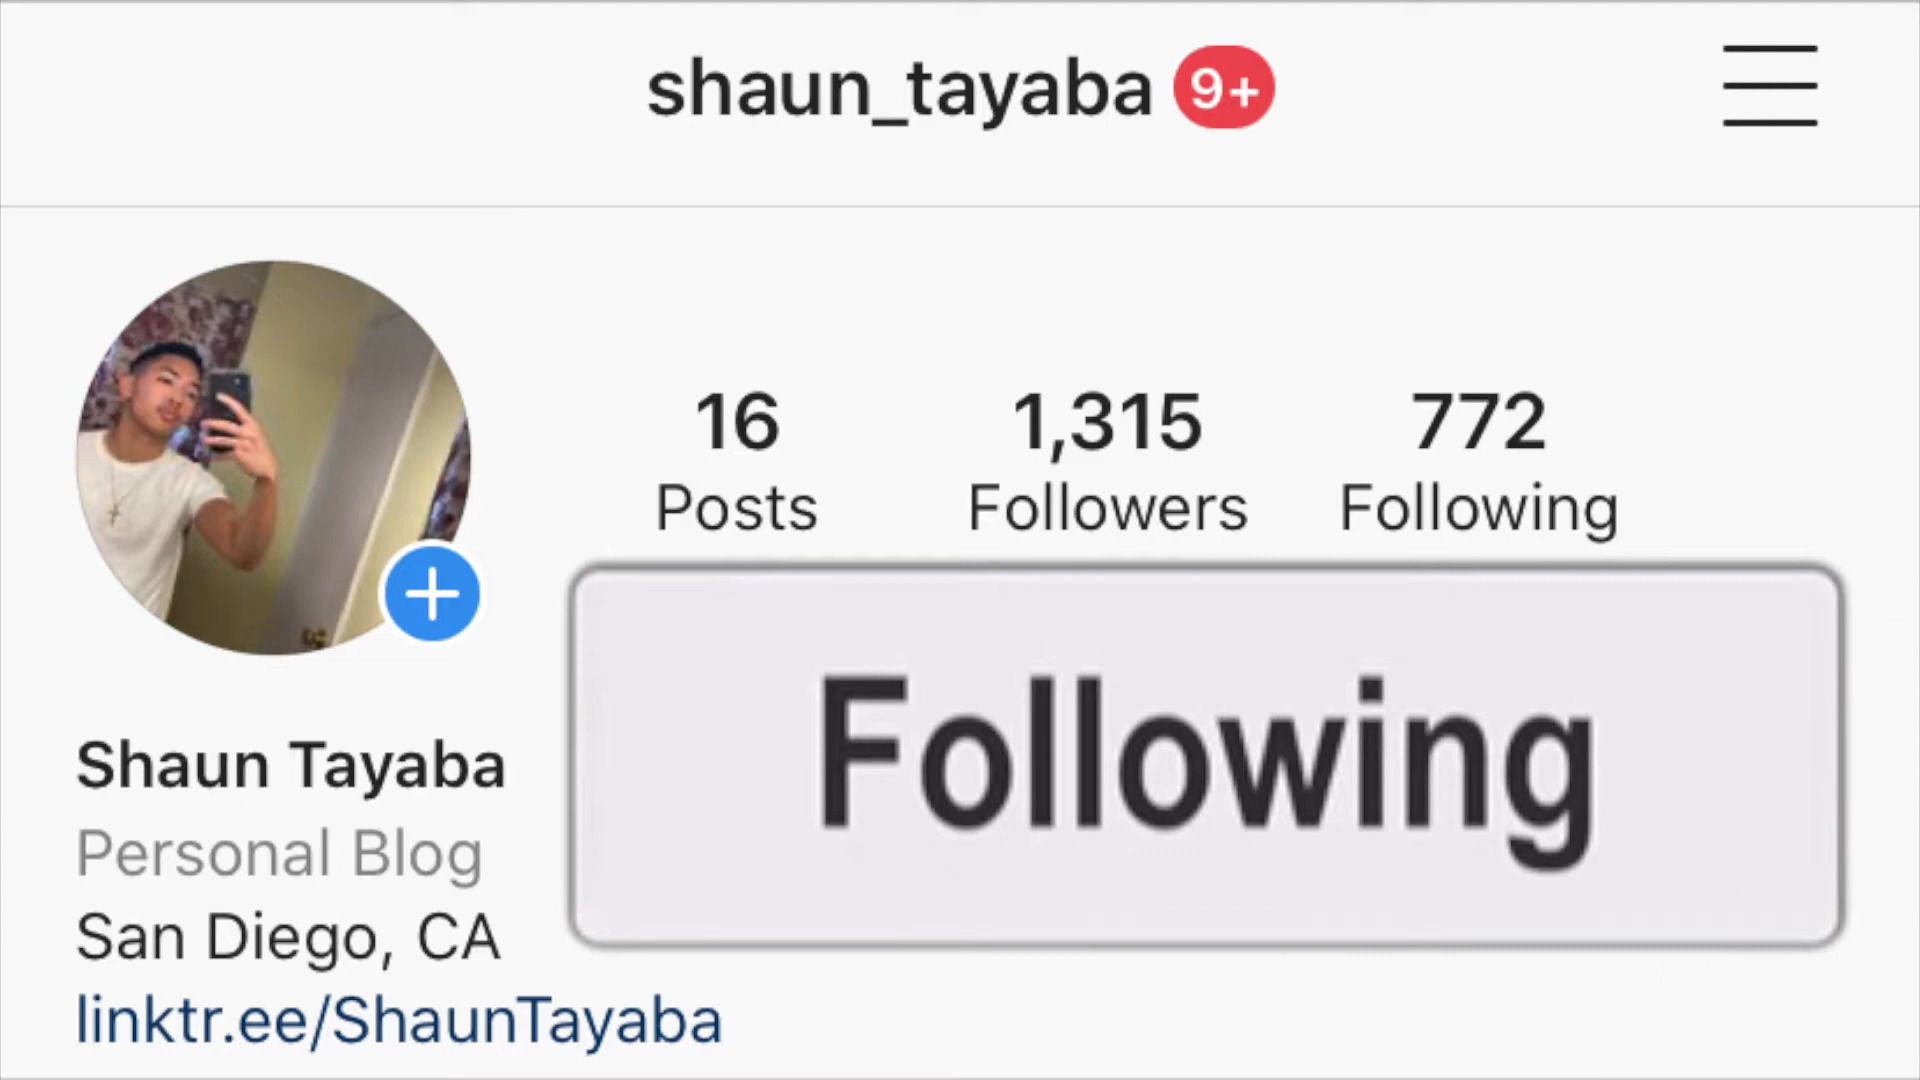 shaun_tayaba 9+
16 1,315 772
Posts Followers Following
Following
Shaun Tayaba
Personal Blog
San Diego, CA
linktr.ee/ShaunTayaba